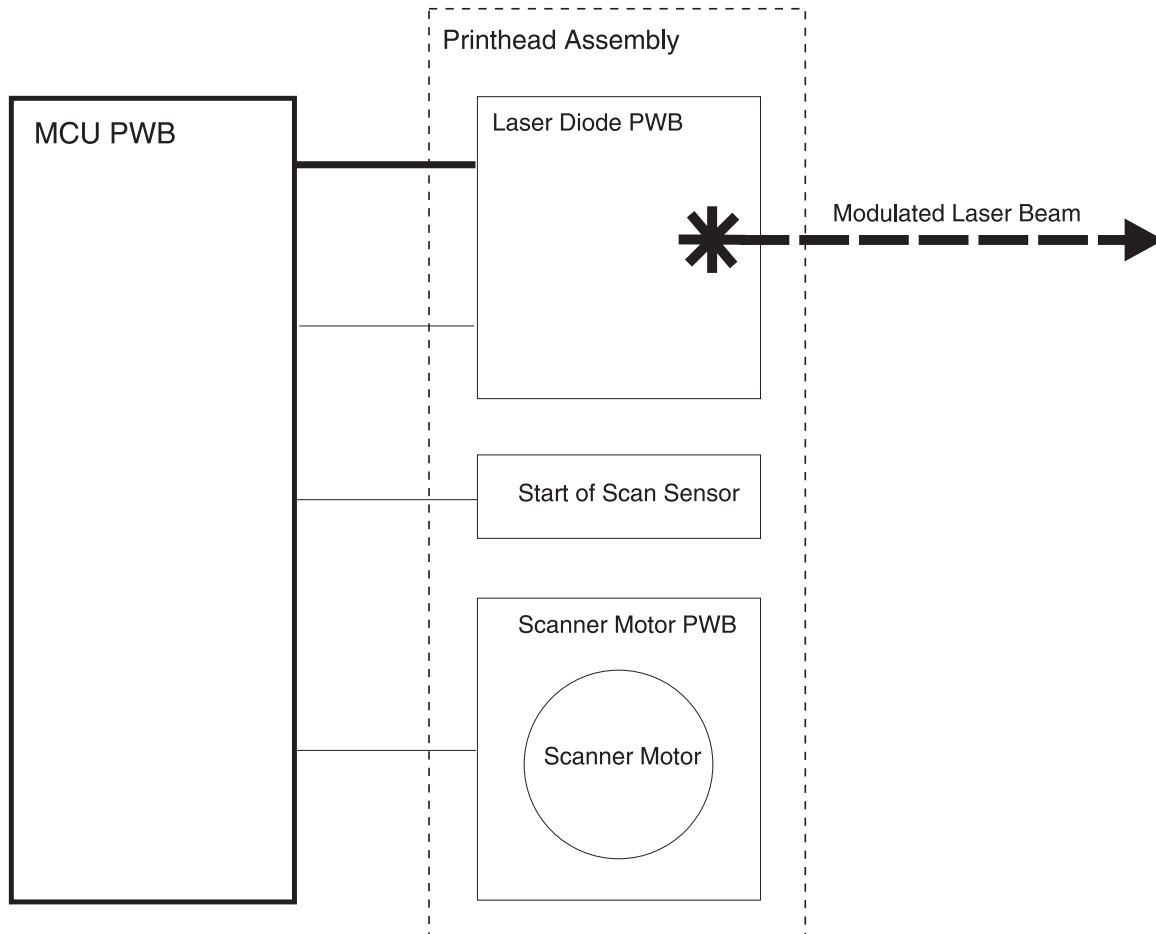 Printhead Assembly
MCU PWB
Laser Diode PWB
Modulated Laser Beam
Start of Scan Sensor
Scanner Motor PWB
Scanner Motor